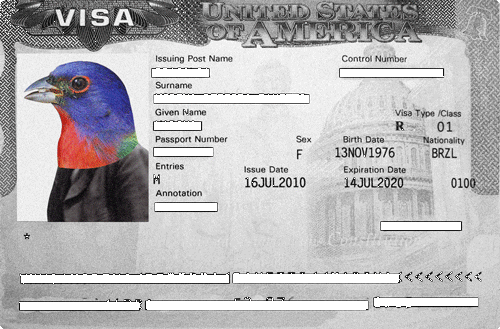 VISA UNITED STATES OF AMERICA
Issuing Post Name Control Number
Surname
Given Name Visa Type /Class
R 01
Passport Number Sex Birth Date Nationality
F 13NOV1976 BRZL
Entries Issue Date Expiration Date
M 16JUL2010 14JUL2020 0100
Annotation
*
<<<<<<<